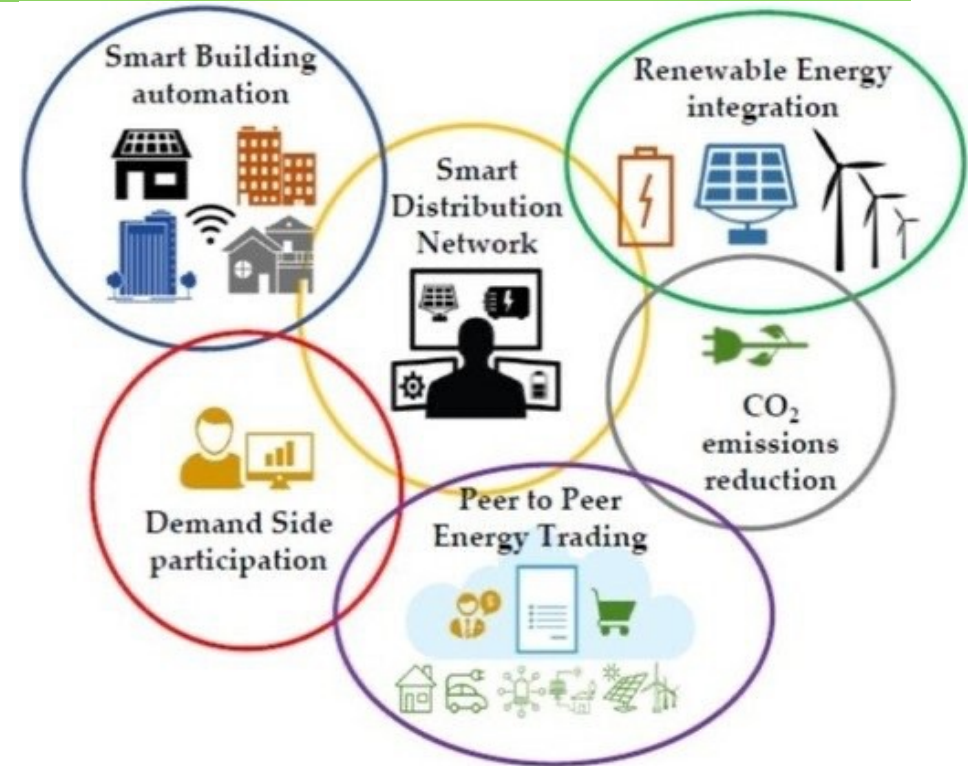 Smart Building
automation
Renewable Energy
integration
Smart
Distribution
Network
CO₂
emissions
reduction
Demand Side
participation
Peer to Peer
Energy Trading